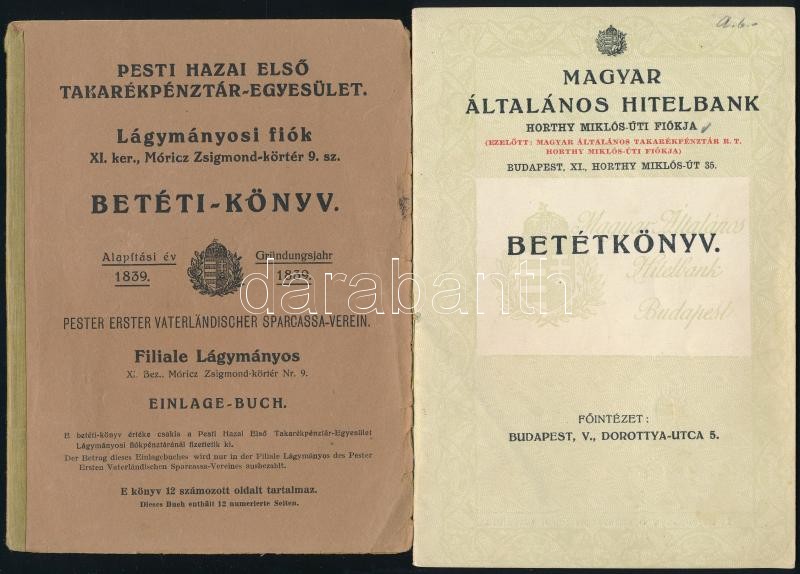 PESTI HAZAI ELSŐ
TAKARÉKPÉNZTÁR-EGYESÜLET.
Lágymányosi fiók
XI. ker., Móricz Zsigmond-körtér 9. sz.
BETÉTI-KÖNYV.
Alapítási év
1839.
Gründungsjahr
1839.
PESTER ERSTER VATERLÄNDISCHER SPARCASSA-VEREIN.
Filiale Lágymányos
XI. Bez., Móricz Zsigmond-körtér Nr. 9.
EINLAGE-BUCH.
E betéti-könyv értéke csakis a Pesti Hazai Első Takarékpénztár-Egyesület
Lágymányosi fiókpénztáránál fizettetik ki.
Der Betrag dieses Einlagebuches wird nur in der Filiale Lágymányos des Pester
Ersten Vaterländischen Sparcassa-Vereines ausbezahlt.
E könyv 12 számozott oldalt tartalmaz.
Dieses Buch enthält 12 numerierte Seiten.
MAGYAR
ÁLTALÁNOS HITELBANK
HORTHY MIKLÓS-ÚTI FIÓKJA
(EZELŐTT: MAGYAR ÁLTALÁNOS TAKARÉKPÉNZTÁR R. T.
HORTHY MIKLÓS-ÚTI FIÓKJA)
BUDAPEST, XI., HORTHY MIKLÓS-ÚT 35.
Magyar Általános
BETÉTKÖNYV.
Hitelbank
Budapest
FŐINTÉZET:
BUDAPEST, V., DOROTTYA-UTCA 5.
darabanth